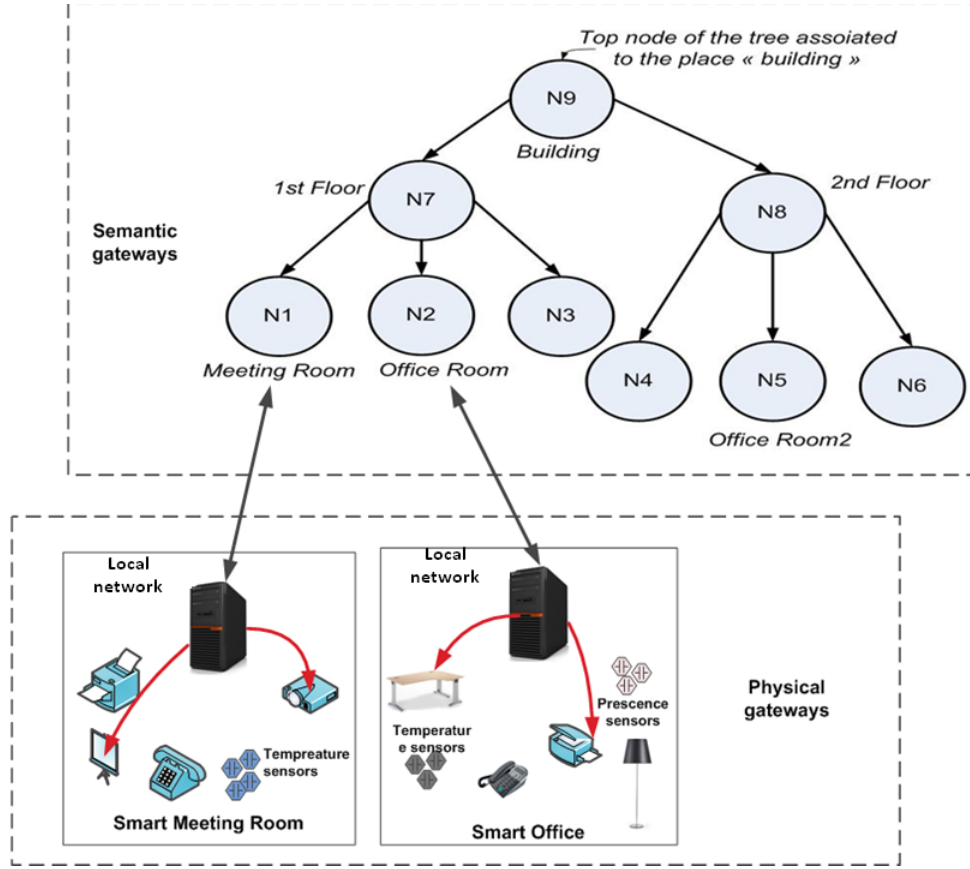 Top node of the tree assoiated
to the place « building »
N9
Building
1st Floor
2nd Floor
N7
N8
Semantic
gateways
N1
N2
N3
Meeting Room
Office Room
N4
N5
N6
Office Room2
Local
network
Local
network
Prescence
sensors
Physical
gateways
Temperatur
e sensors
Tempreature
sensors
Smart Meeting Room
Smart Office